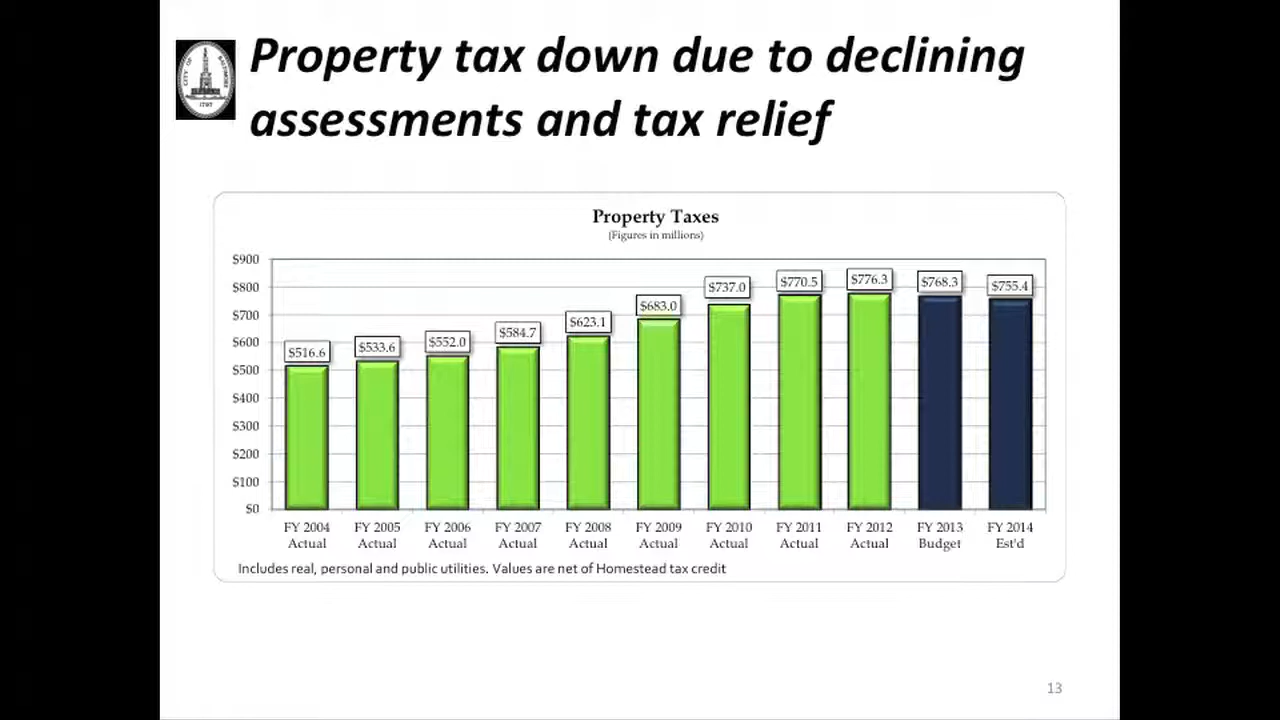 Property tax down due to declining
assessments and tax relief
CITY OF BALTIMORE
1797
Property Taxes
(Figures in millions)
$900
$800
$700
$600
$500
$400
$300
$200
$100
$0
$516.6
$533.6
$552.0
$584.7
$623.1
$683.0
$737.0
$770.5
$776.3
$768.3
$755.4
FY 2004 FY 2005 FY 2006 FY 2007 FY 2008 FY 2009 FY 2010 FY 2011 FY 2012 FY 2013 FY 2014
Actual Actual Actual Actual Actual Actual Actual Actual Actual Budget Est'd
Includes real, personal and public utilities. Values are net of Homestead tax credit
13